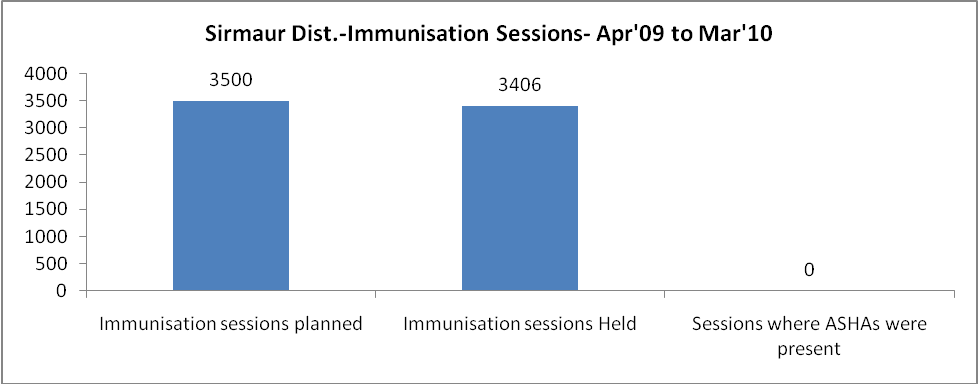 Sirmaur Dist.-Immunisation Sessions- Apr'09 to Mar'10
4000
3500
3000
2500
2000
1500
1000
500
0
3500
3406
0
Immunisation sessions planned
Immunisation sessions Held
Sessions where ASHAs were
present